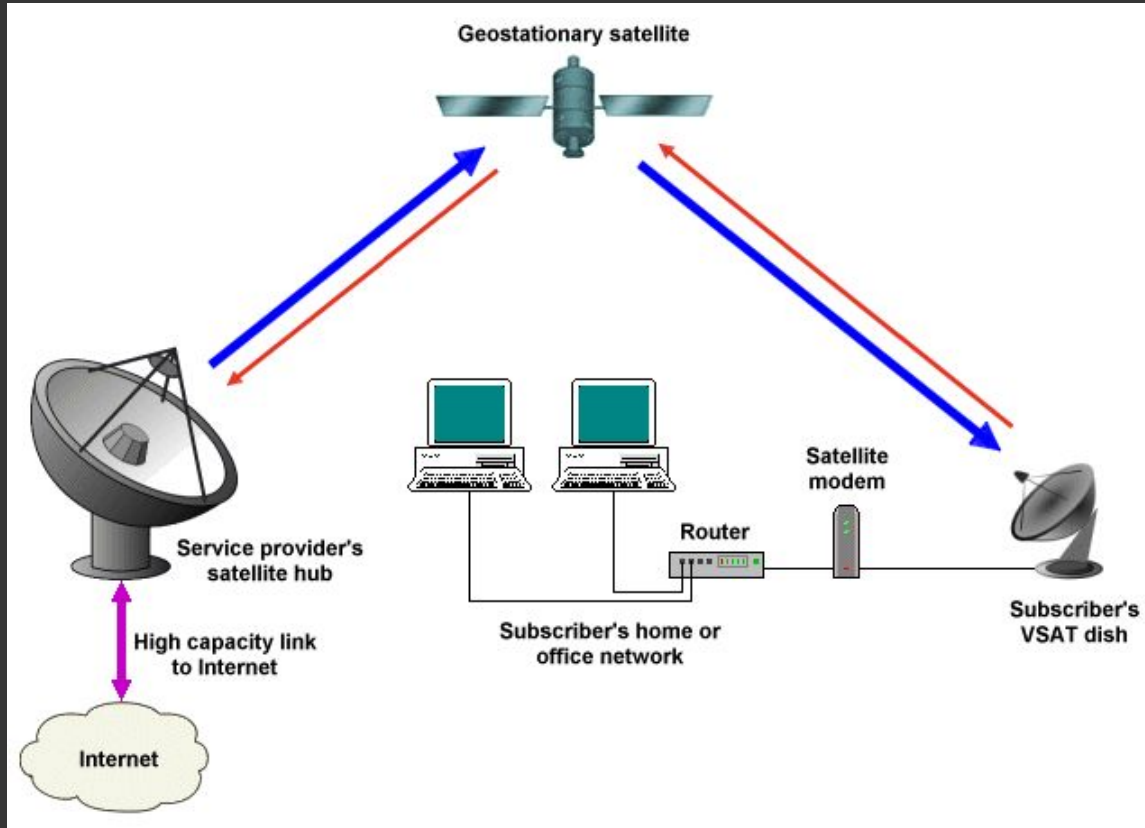 Geostationary satellite
Service provider's
satellite hub
High capacity link
to Internet
Internet
Subscriber's home or
office network
Router
Satellite
modem
Subscriber's
VSAT dish